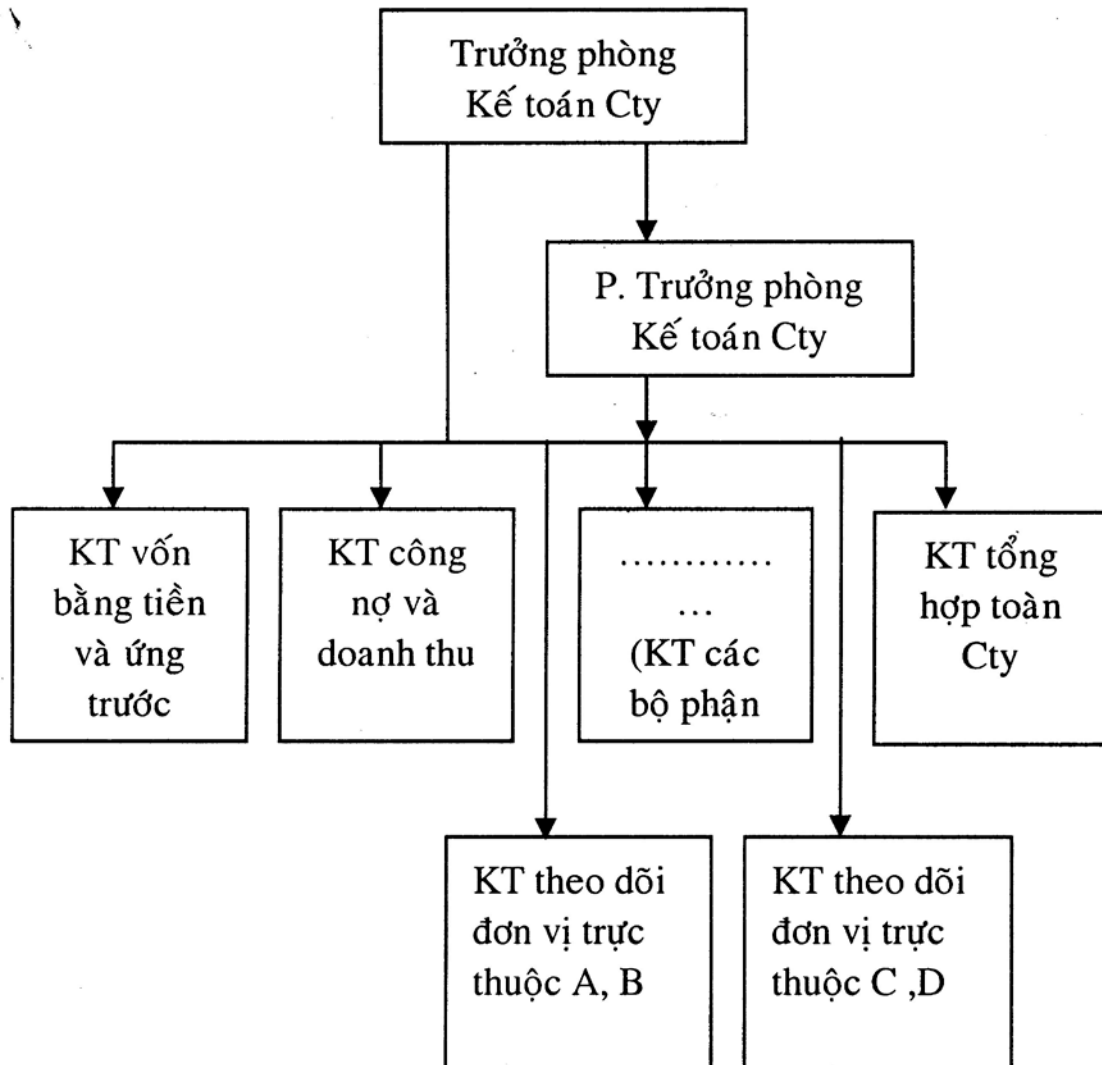 Trưởng phòng
Kế toán Cty
P. Trưởng phòng
Kế toán Cty
KT vốn
bằng tiền
và ứng
trước
KT công
nợ và
doanh thu
............
...
(KT các
bộ phận
KT tổng
hợp toàn
Cty
KT theo dõi
đơn vị trực
thuộc A, B
KT theo dõi
đơn vị trực
thuộc C ,D